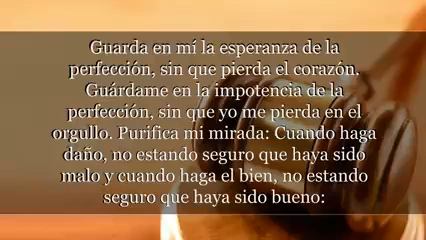 Guarda en mí la esperanza de la
perfección, sin que pierda el corazón.
Guárdame en la impotencia de la
perfección, sin que yo me pierda en el
orgullo. Purifica mi mirada: Cuando haga
daño, no estando seguro que haya sido
malo y cuando haga el bien, no estando
seguro que haya sido bueno: